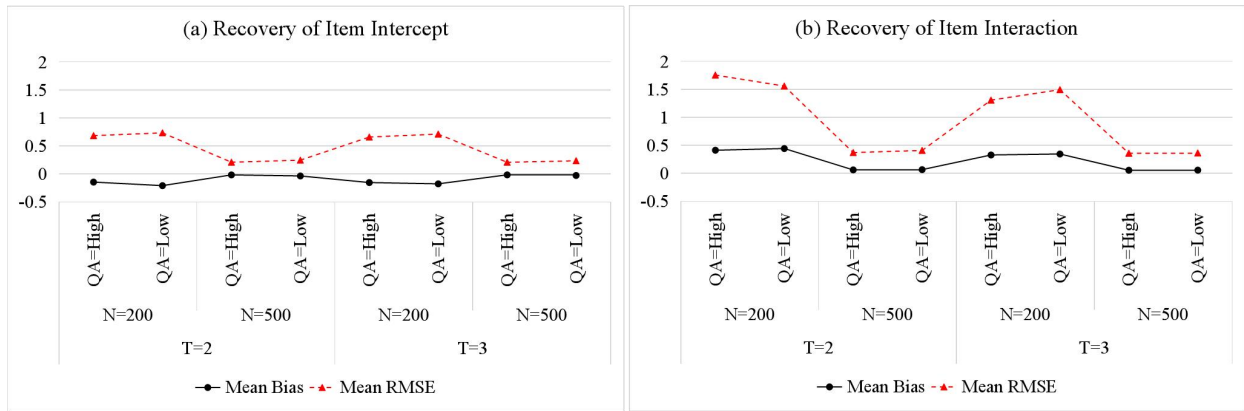 (a) Recovery of Item Intercept
2
1.5
1
0.5
0
-0.5
QA=High
QA=Low
QA=High
QA=Low
QA=High
QA=Low
QA=High
QA=Low
N=200 N=500 N=200 N=500
T=2 T=3
Mean Bias Mean RMSE
(b) Recovery of Item Interaction
2
1.5
1
0.5
0
-0.5
QA=High
QA=Low
QA=High
QA=Low
QA=High
QA=Low
QA=High
QA=Low
N=200 N=500 N=200 N=500
T=2 T=3
Mean Bias Mean RMSE